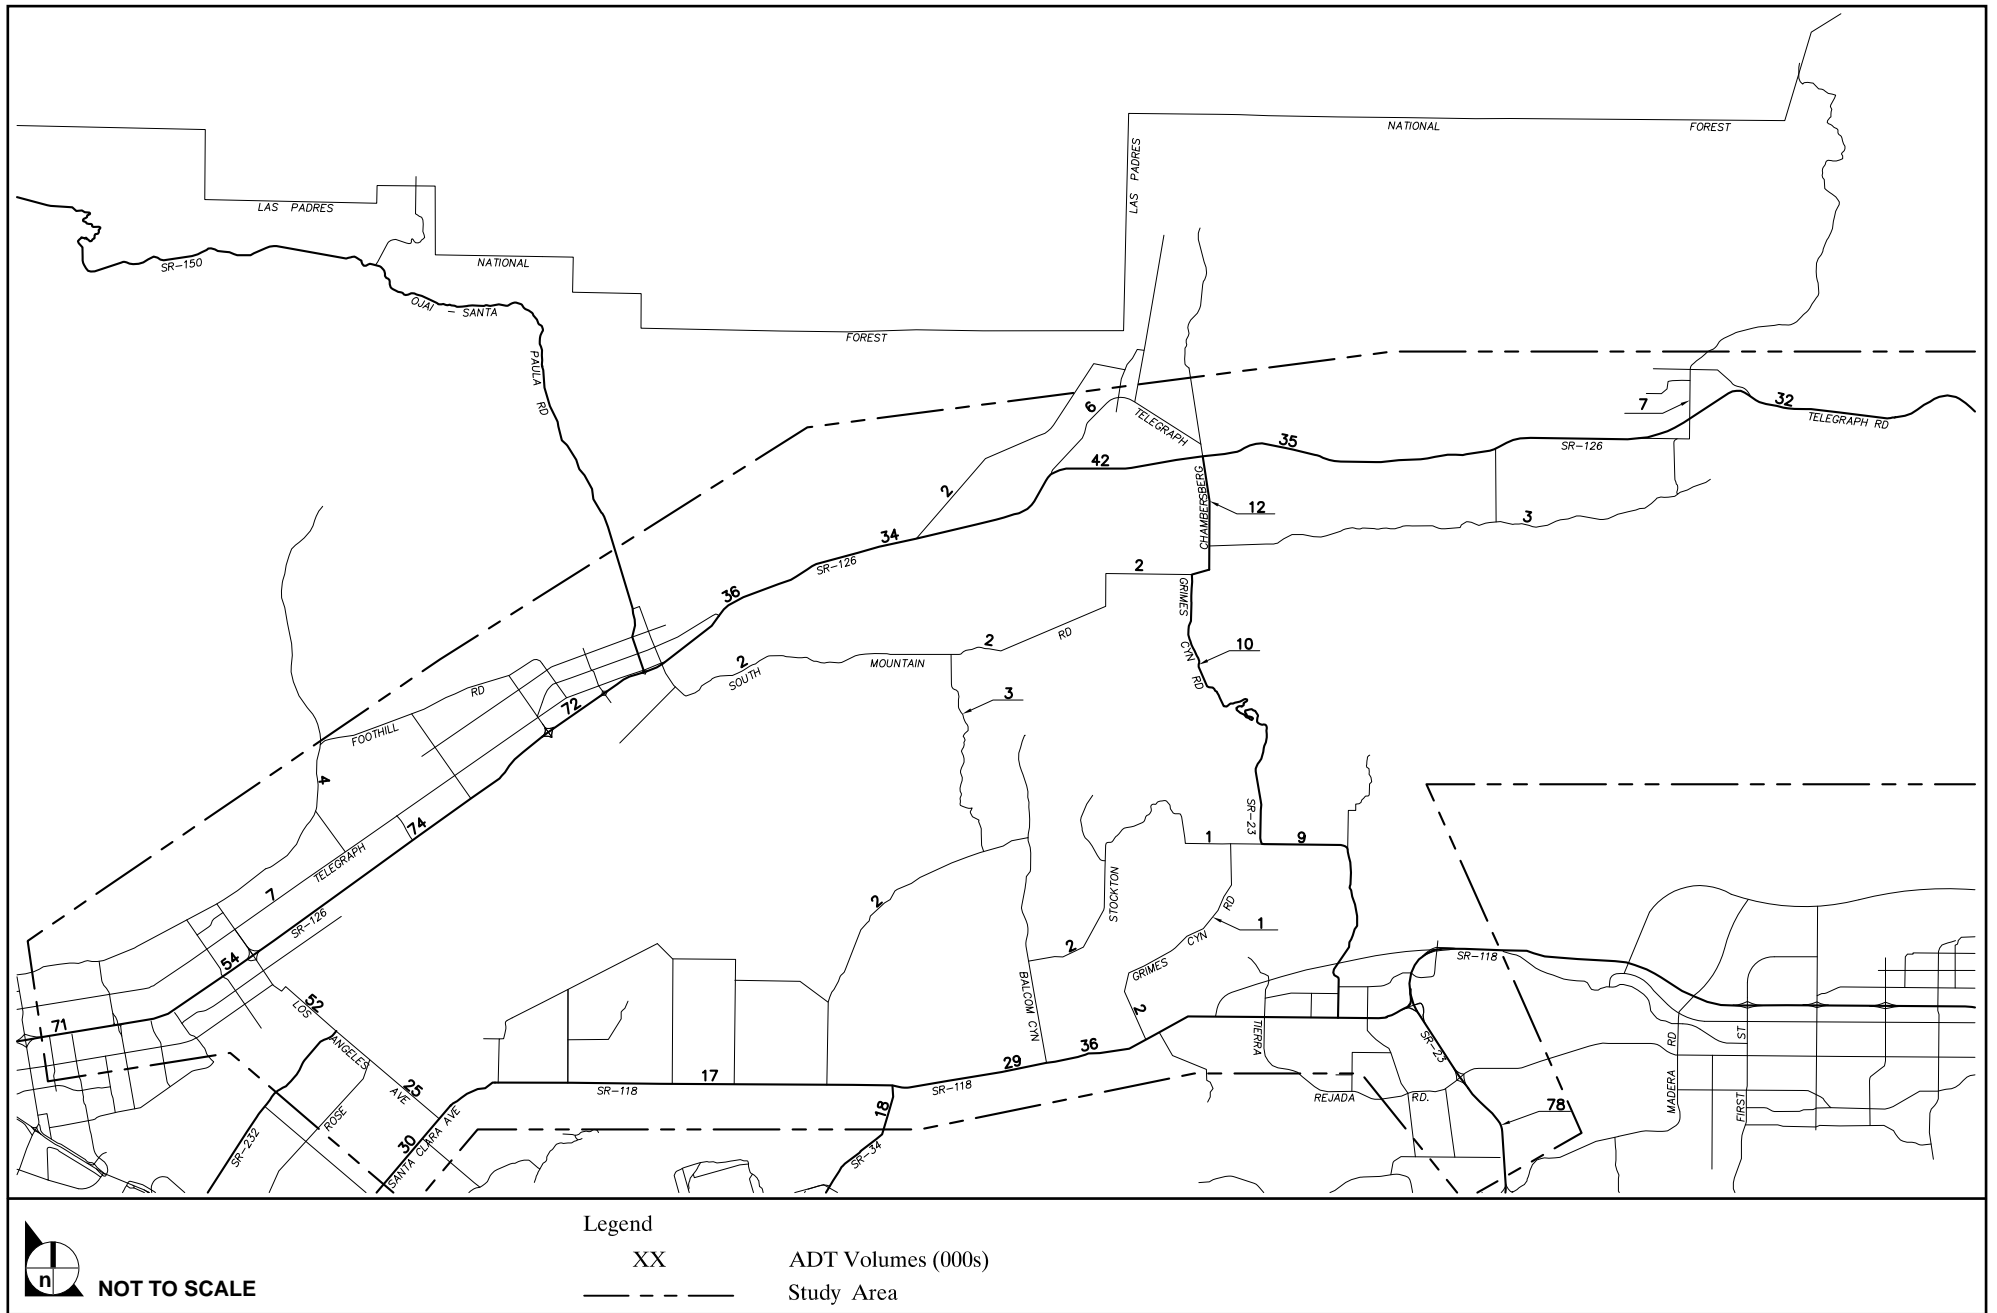 NATIONAL
FOREST
LAS PADRES
LAS PADRES
SR-150
NATIONAL
OJAI - SANTA
FOREST
PAULA RD
6
TELEGRAPH
7
32
TELEGRAPH RD
35
SR-126
42
CHAMBERSBERG
2
12
3
34
SR-126
2
GRIMES
CYN
RD
36
10
2
RD
2
MOUNTAIN
SOUTH
RD
3
72
FOOTHILL
4
SR-23
74
1
9
TELEGRAPH
7
2
STOCKTON
SR-126
RD
1
2
CYN
54
GRIMES
SR-118
BALCOM CYN
52
LOS
ANGELES
AVE
2
71
TIERRA
SR-23
RD
ST
36
29
17
SR-118
SR-118
25
REJADA RD.
MADERA
FIRST
78
18
ROSE
30
SANTA CLARA AVE
SR-232
SR-34
Legend
XX ADT Volumes (000s)
Study Area
n
NOT TO SCALE